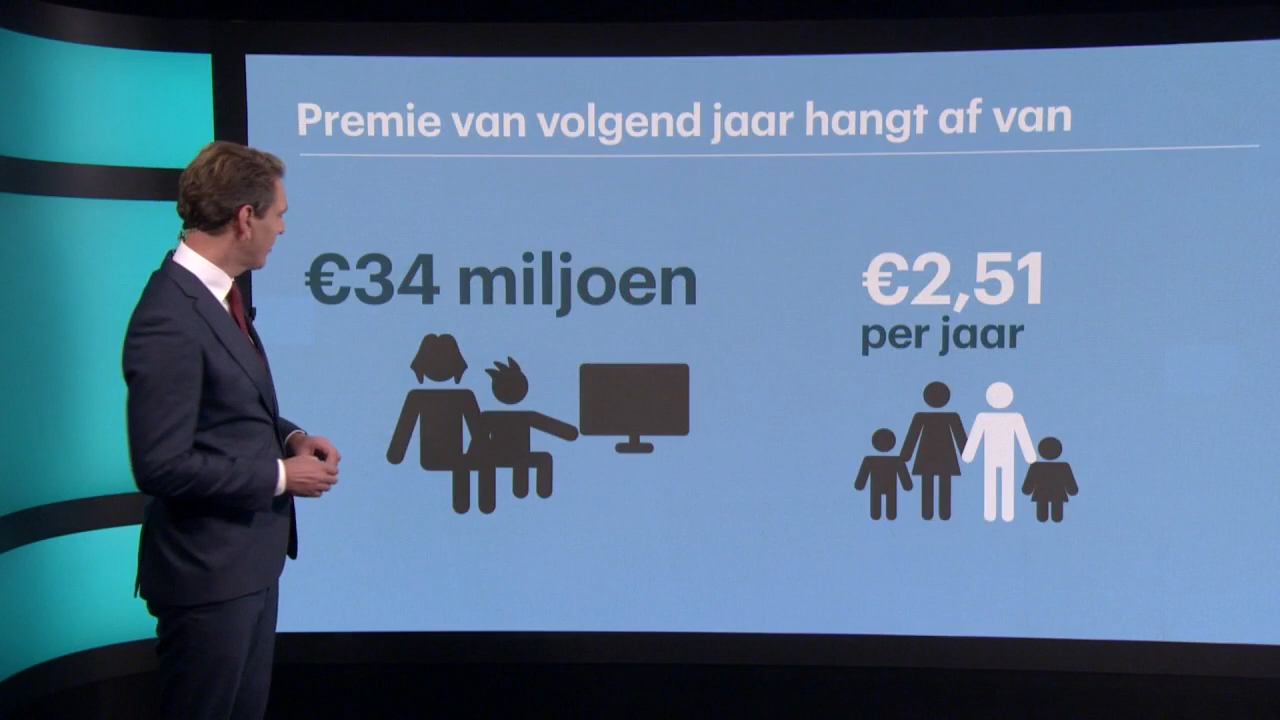 Premie van volgend jaar hangt af van
€34 miljoen
€2,51
per jaar